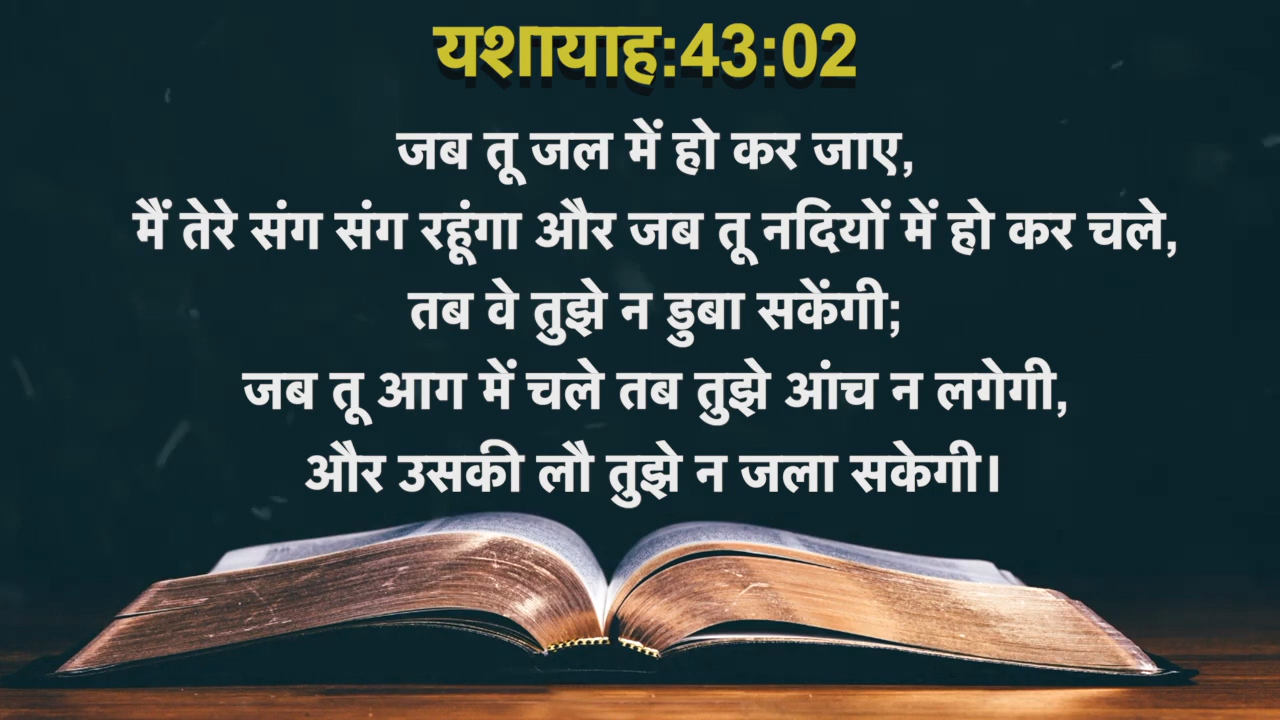 यशायाह:43:02
जब तू जल में हो कर जाए,
मैं तेरे संग संग रहूंगा और जब तू नदियों में हो कर चले,
तब वे तुझे न डुबा सकेंगी;
जब तू आग में चले तब तुझे आंच न लगेगी,
और उसकी लौ तुझे न जला सकेगी।